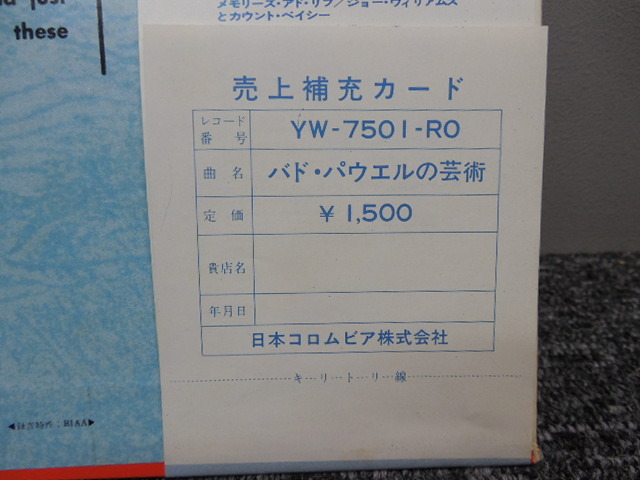 these
メモリーズ・アド・リブ/ジョー・ウィリアムズ
とカウント・ベイシー
売上補充カード
レコード番号 YW-7501-RO
曲名 バド・パウエルの芸術
定価 ¥1,500
貴店名
年月日
日本コロムビア株式会社
キ…リ…ト…リ…線
◀録音特性：RIAA▶